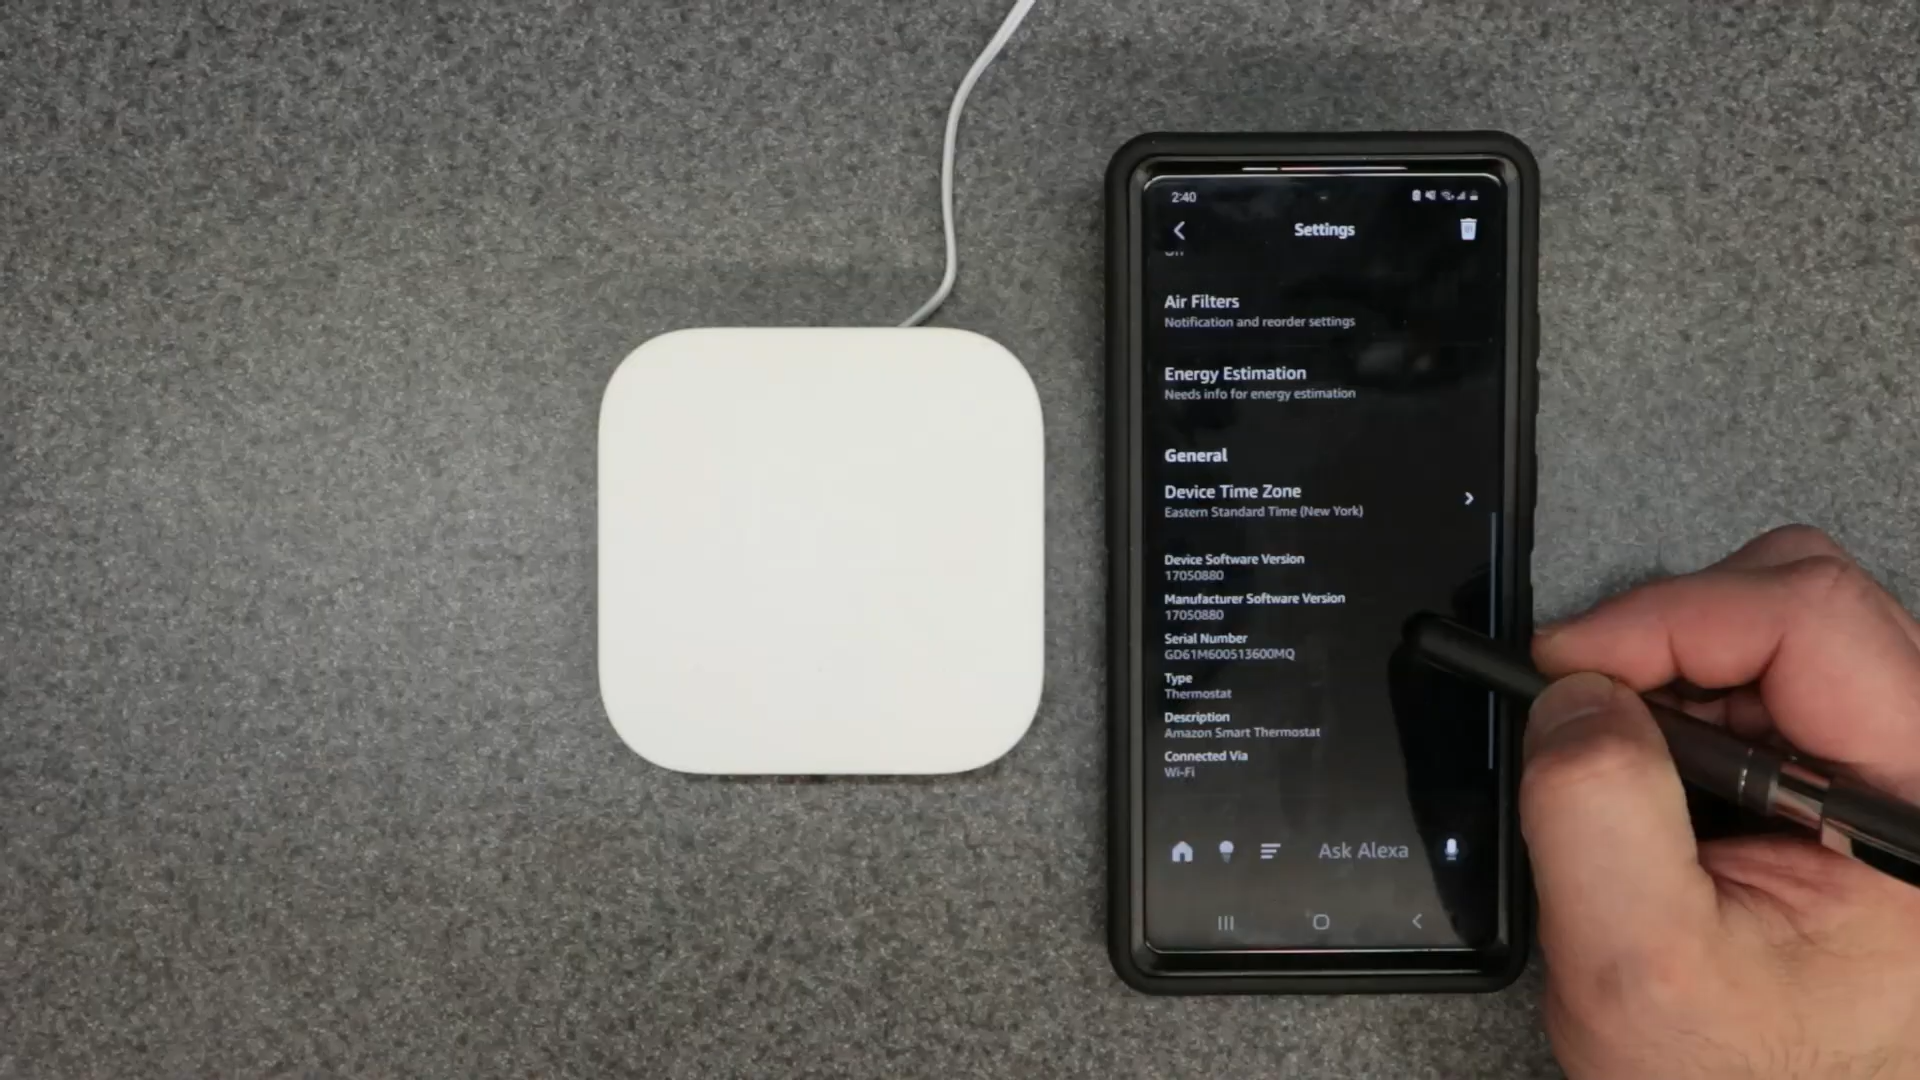 2:40
Settings
Off
Air Filters
Notification and reorder settings
Energy Estimation
Needs info for energy estimation
General
Device Time Zone
Eastern Standard Time (New York)
Device Software Version
17050880
Manufacturer Software Version
17050880
Serial Number
GD61M600513600MQ
Type
Thermostat
Description
Amazon Smart Thermostat
Connected Via
Wi-Fi
Ask Alexa